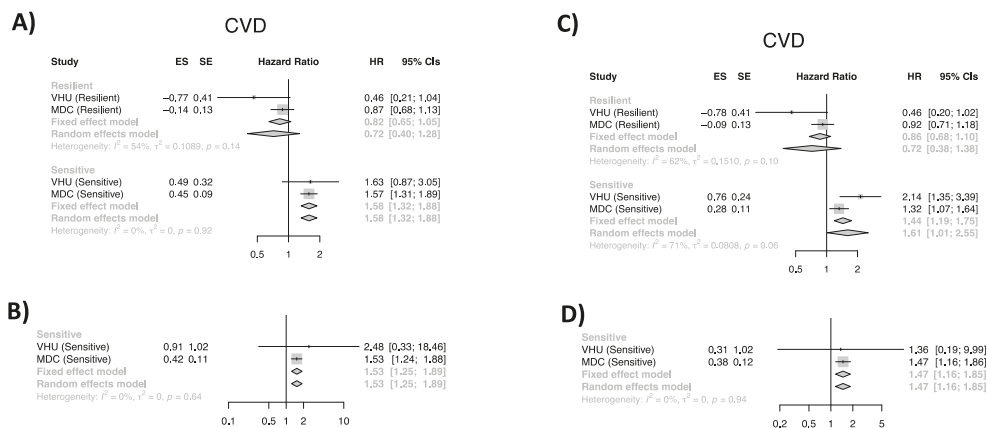 A)
CVD
Study ES SE Hazard Ratio HR 95% CIs
Resilient
VHU (Resilient) −0.77 0.41 0.46 [0.21; 1.04]
MDC (Resilient) −0.14 0.13 0.87 [0.68; 1.13]
Fixed effect model 0.82 [0.65; 1.05]
Random effects model 0.72 [0.40; 1.28]
Heterogeneity: I² = 54%, τ² = 0.1089, p = 0.14
Sensitive
VHU (Sensitive) 0.49 0.32 1.63 [0.87; 3.05]
MDC (Sensitive) 0.45 0.09 1.57 [1.31; 1.89]
Fixed effect model 1.58 [1.32; 1.88]
Random effects model 1.58 [1.32; 1.88]
Heterogeneity: I² = 0%, τ² = 0, p = 0.92
0.5 1 2
B)
Sensitive
VHU (Sensitive) 0.91 1.02 2.48 [0.33; 18.46]
MDC (Sensitive) 0.42 0.11 1.53 [1.24; 1.88]
Fixed effect model 1.53 [1.25; 1.89]
Random effects model 1.53 [1.25; 1.89]
Heterogeneity: I² = 0%, τ² = 0, p = 0.64
0.1 0.5 1 2 10
C)
CVD
Study ES SE Hazard Ratio HR 95% CIs
Resilient
VHU (Resilient) −0.78 0.41 0.46 [0.20; 1.02]
MDC (Resilient) −0.09 0.13 0.92 [0.71; 1.18]
Fixed effect model 0.86 [0.68; 1.10]
Random effects model 0.72 [0.38; 1.38]
Heterogeneity: I² = 62%, τ² = 0.1510, p = 0.10
Sensitive
VHU (Sensitive) 0.76 0.24 2.14 [1.35; 3.39]
MDC (Sensitive) 0.28 0.11 1.32 [1.07; 1.64]
Fixed effect model 1.44 [1.19; 1.75]
Random effects model 1.61 [1.01; 2.55]
Heterogeneity: I² = 71%, τ² = 0.0808, p = 0.06
0.5 1 2
D)
Sensitive
VHU (Sensitive) 0.31 1.02 1.36 [0.19; 9.99]
MDC (Sensitive) 0.38 0.12 1.47 [1.16; 1.86]
Fixed effect model 1.47 [1.16; 1.85]
Random effects model 1.47 [1.16; 1.85]
Heterogeneity: I² = 0%, τ² = 0, p = 0.94
0.2 0.5 1 2 5